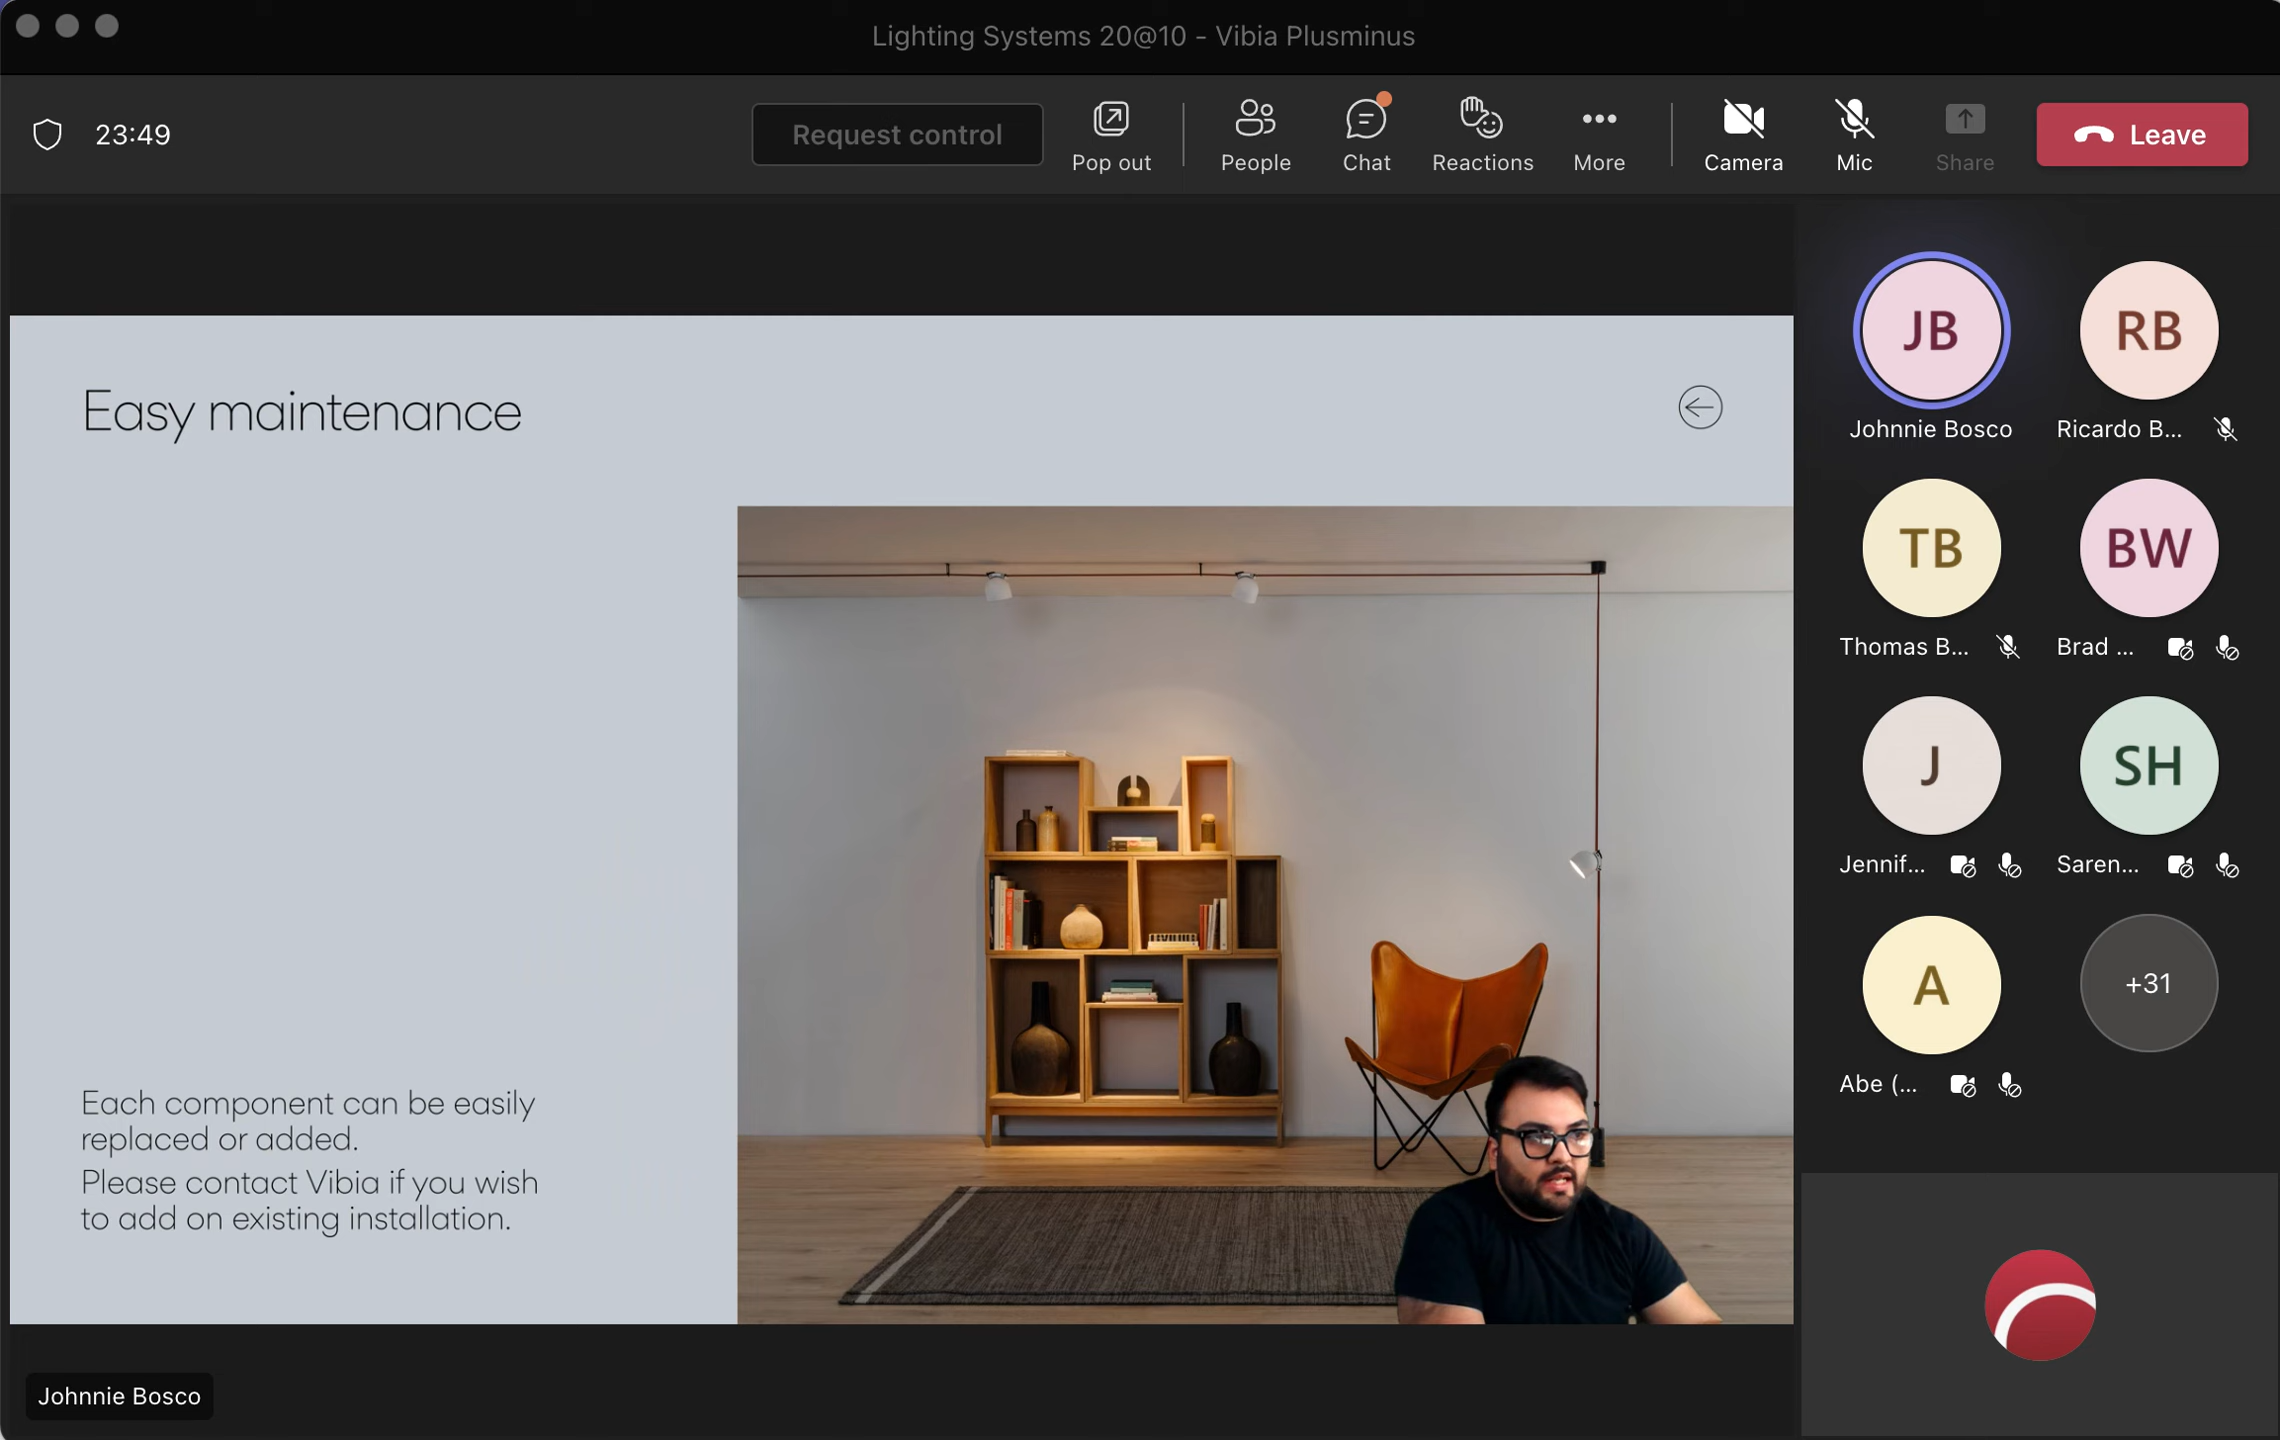 Lighting Systems 20@10 - Vibia Plusminus
23:49
Request control
Pop out
People
Chat
Reactions
More
Camera
Mic
Share
Leave
Easy maintenance
Each component can be easily
replaced or added.
Please contact Vibia if you wish
to add on existing installation.
JB
Johnnie Bosco
RB
Ricardo B...
TB
Thomas B...
BW
Brad ...
J
Jennif...
SH
Saren...
A
Abe (...
+31
Johnnie Bosco